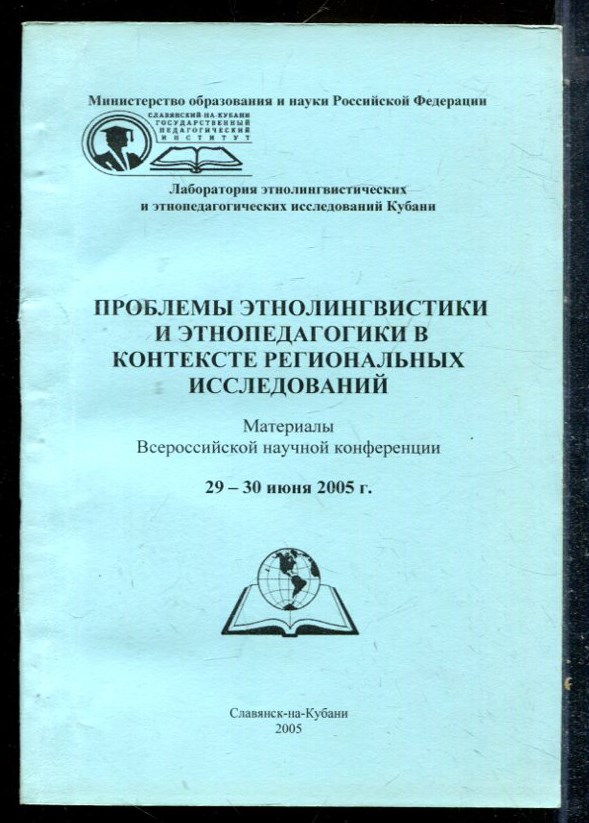 Министерство образования и науки Российской Федерации
СЛАВЯНСКИЙ-НА-КУБАНИ
ГОСУДАРСТВЕННЫЙ
ПЕДАГОГИЧЕСКИЙ
ИНСТИТУТ
Лаборатория этнолингвистических
и этнопедагогических исследований Кубани
ПРОБЛЕМЫ ЭТНОЛИНГВИСТИКИ
И ЭТНОПЕДАГОГИКИ В
КОНТЕКСТЕ РЕГИОНАЛЬНЫХ
ИССЛЕДОВАНИЙ
Материалы
Всероссийской научной конференции
29 – 30 июня 2005 г.
Славянск-на-Кубани
2005